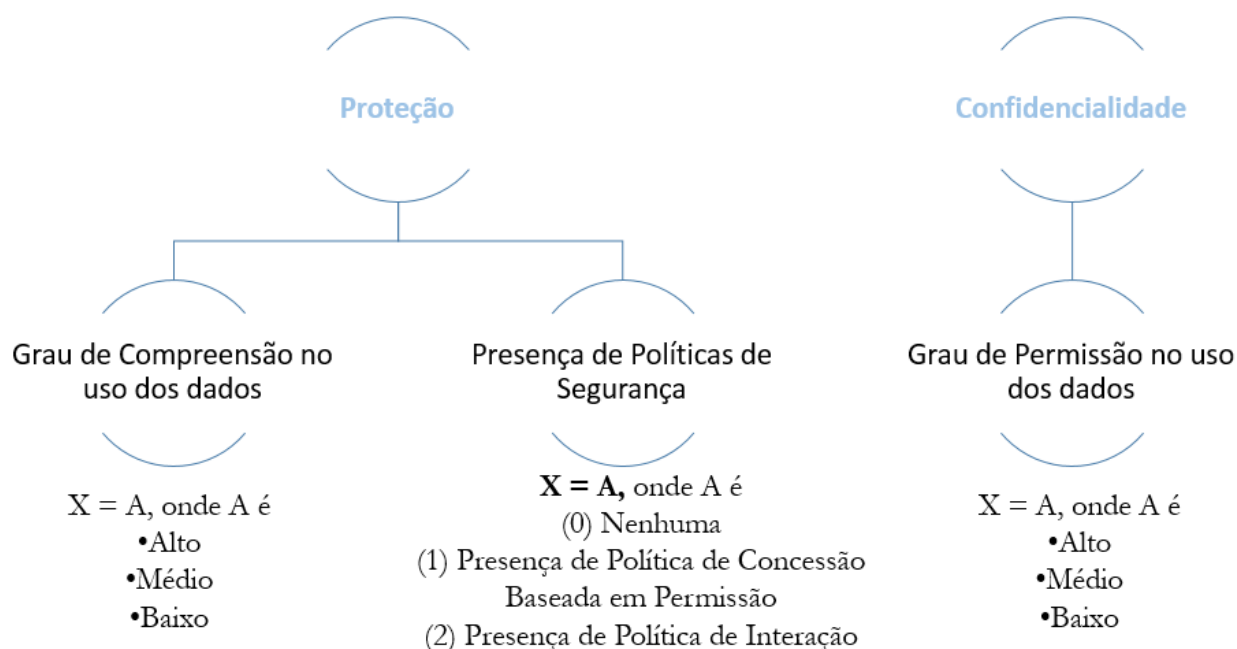 Proteção
Confidencialidade
Grau de Compreensão no
uso dos dados
Presença de Políticas de
Segurança
Grau de Permissão no uso
dos dados
X = A, onde A é
•Alto
•Médio
•Baixo
X = A, onde A é
(0) Nenhuma
(1) Presença de Política de Concessão
Baseada em Permissão
(2) Presença de Política de Interação
X = A, onde A é
•Alto
•Médio
•Baixo